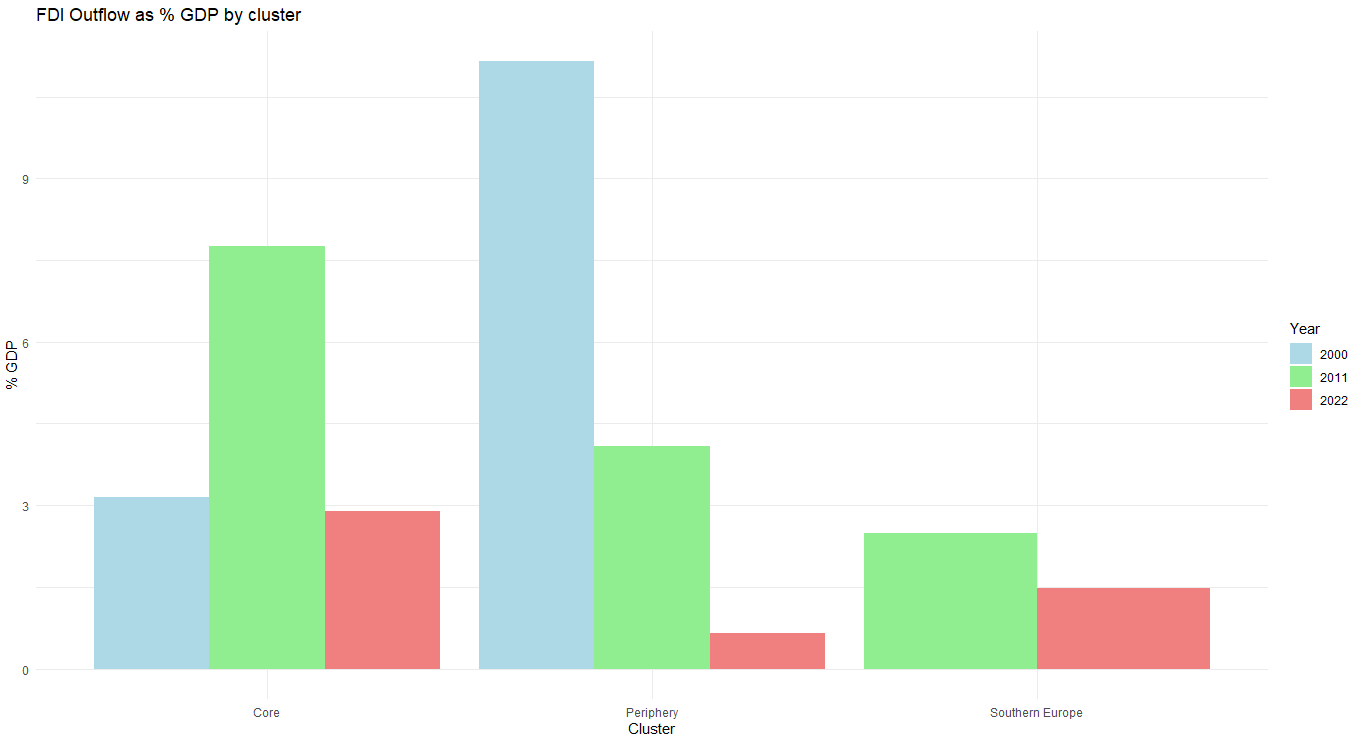 FDI Outflow as % GDP by cluster
% GDP
9
6
3
0
Core
Periphery
Southern Europe
Cluster
Year
2000
2011
2022